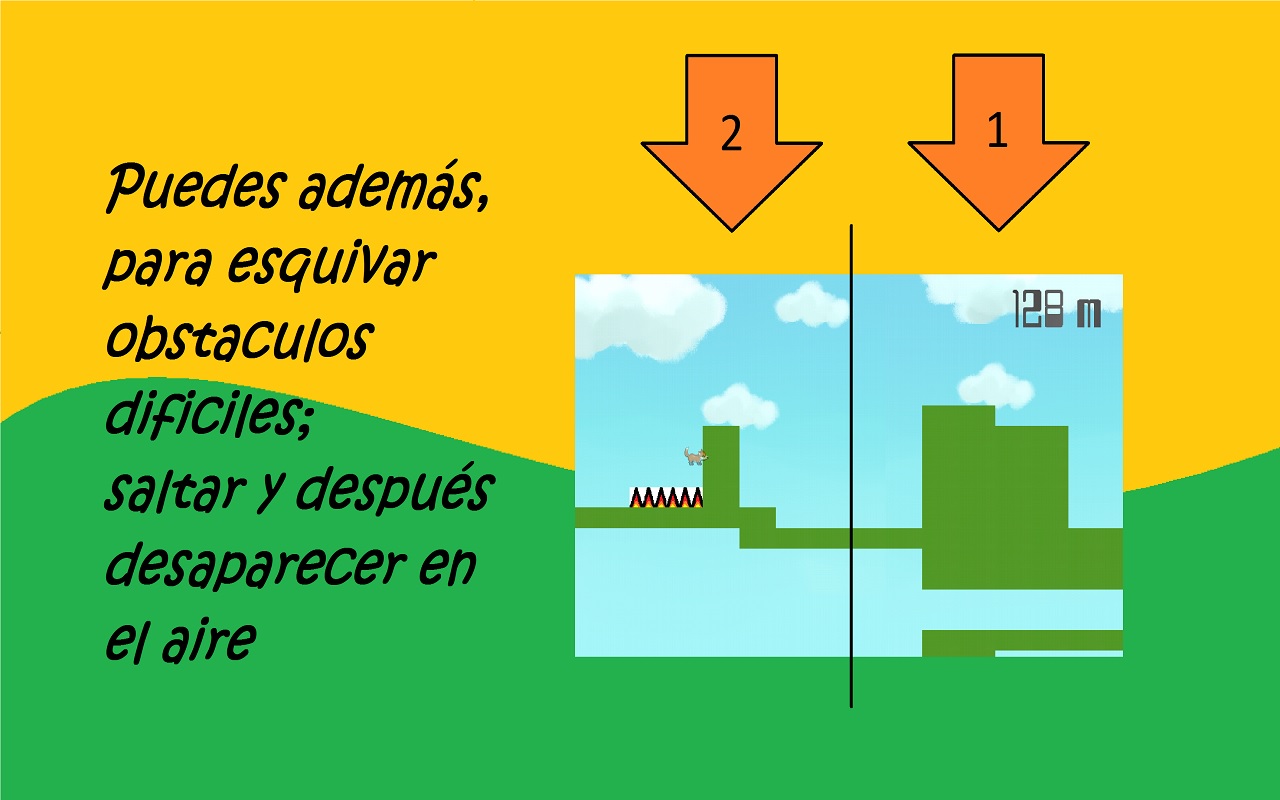 Puedes además,
para esquivar
obstaculos
dificiles;
saltar y después
desaparecer en
el aire
2
1
128 m